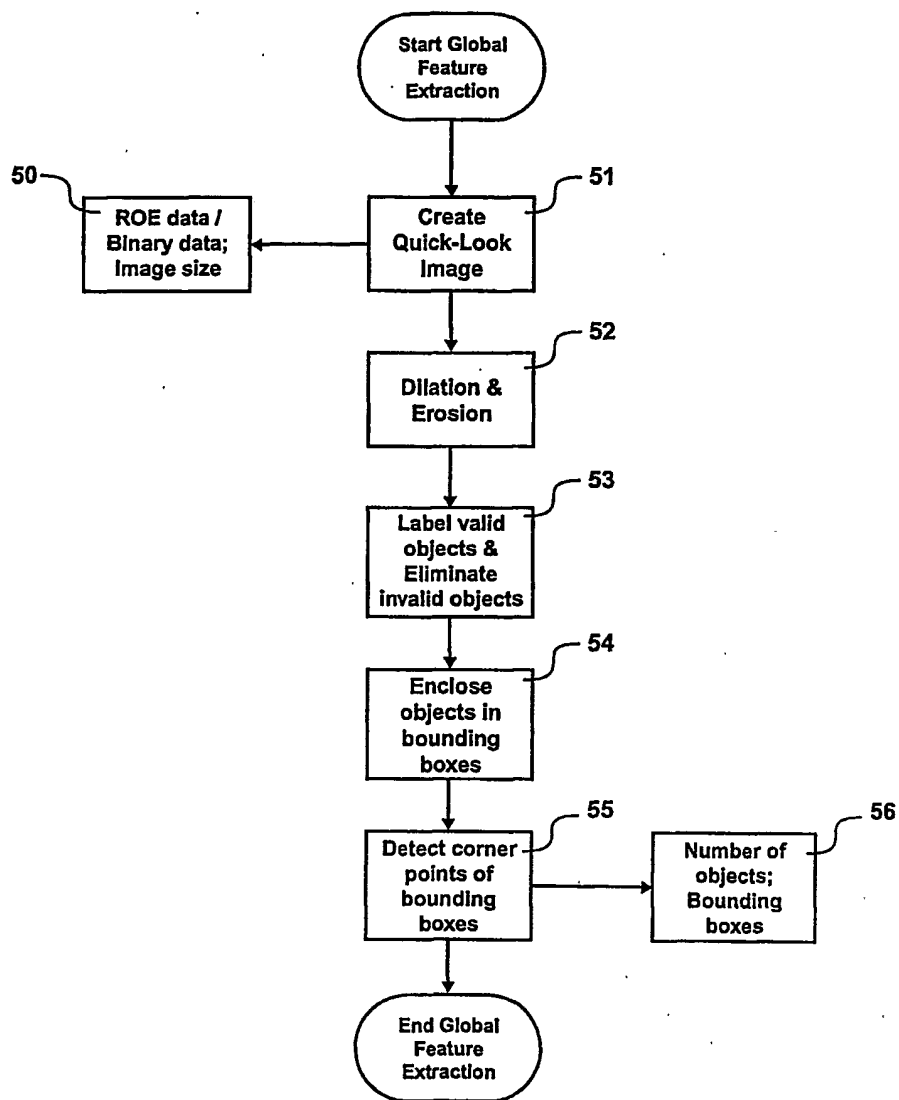 Start Global
Feature
Extraction
50
ROE data /
Binary data;
Image size
51
Create
Quick-Look
Image
52
Dilation &
Erosion
53
Label valid
objects &
Eliminate
invalid objects
54
Enclose
objects in
bounding
boxes
55
Detect corner
points of
bounding
boxes
56
Number of
objects;
Bounding
boxes
End Global
Feature
Extraction